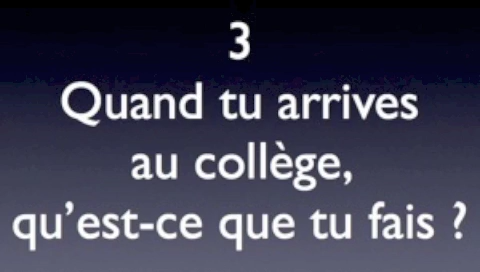 3
Quand tu arrives
au collège,
qu’est-ce que tu fais ?